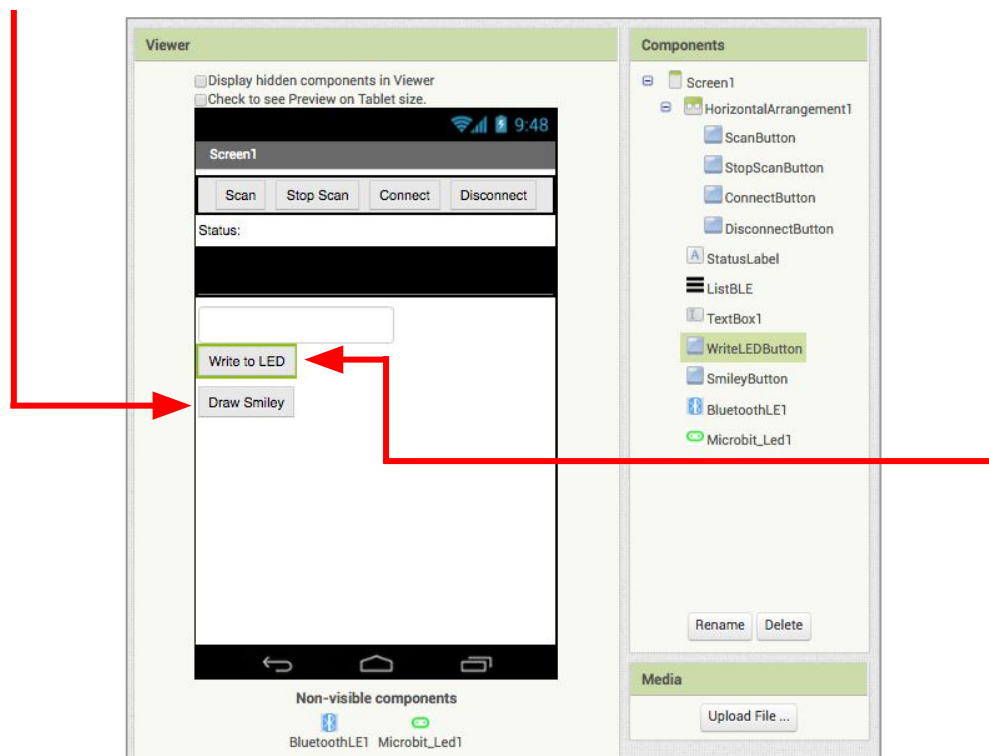 Viewer
Display hidden components in Viewer
Check to see Preview on Tablet size.
9:48
Screen1
Scan Stop Scan Connect Disconnect
Status:
Write to LED
Draw Smiley
Non-visible components
BluetoothLE1 Microbit_Led1
Components
Screen1
HorizontalArrangement1
ScanButton
StopScanButton
ConnectButton
DisconnectButton
A StatusLabel
ListBLE
TextBox1
WriteLEDButton
SmileyButton
BluetoothLE1
Microbit_Led1
Rename Delete
Media
Upload File ...